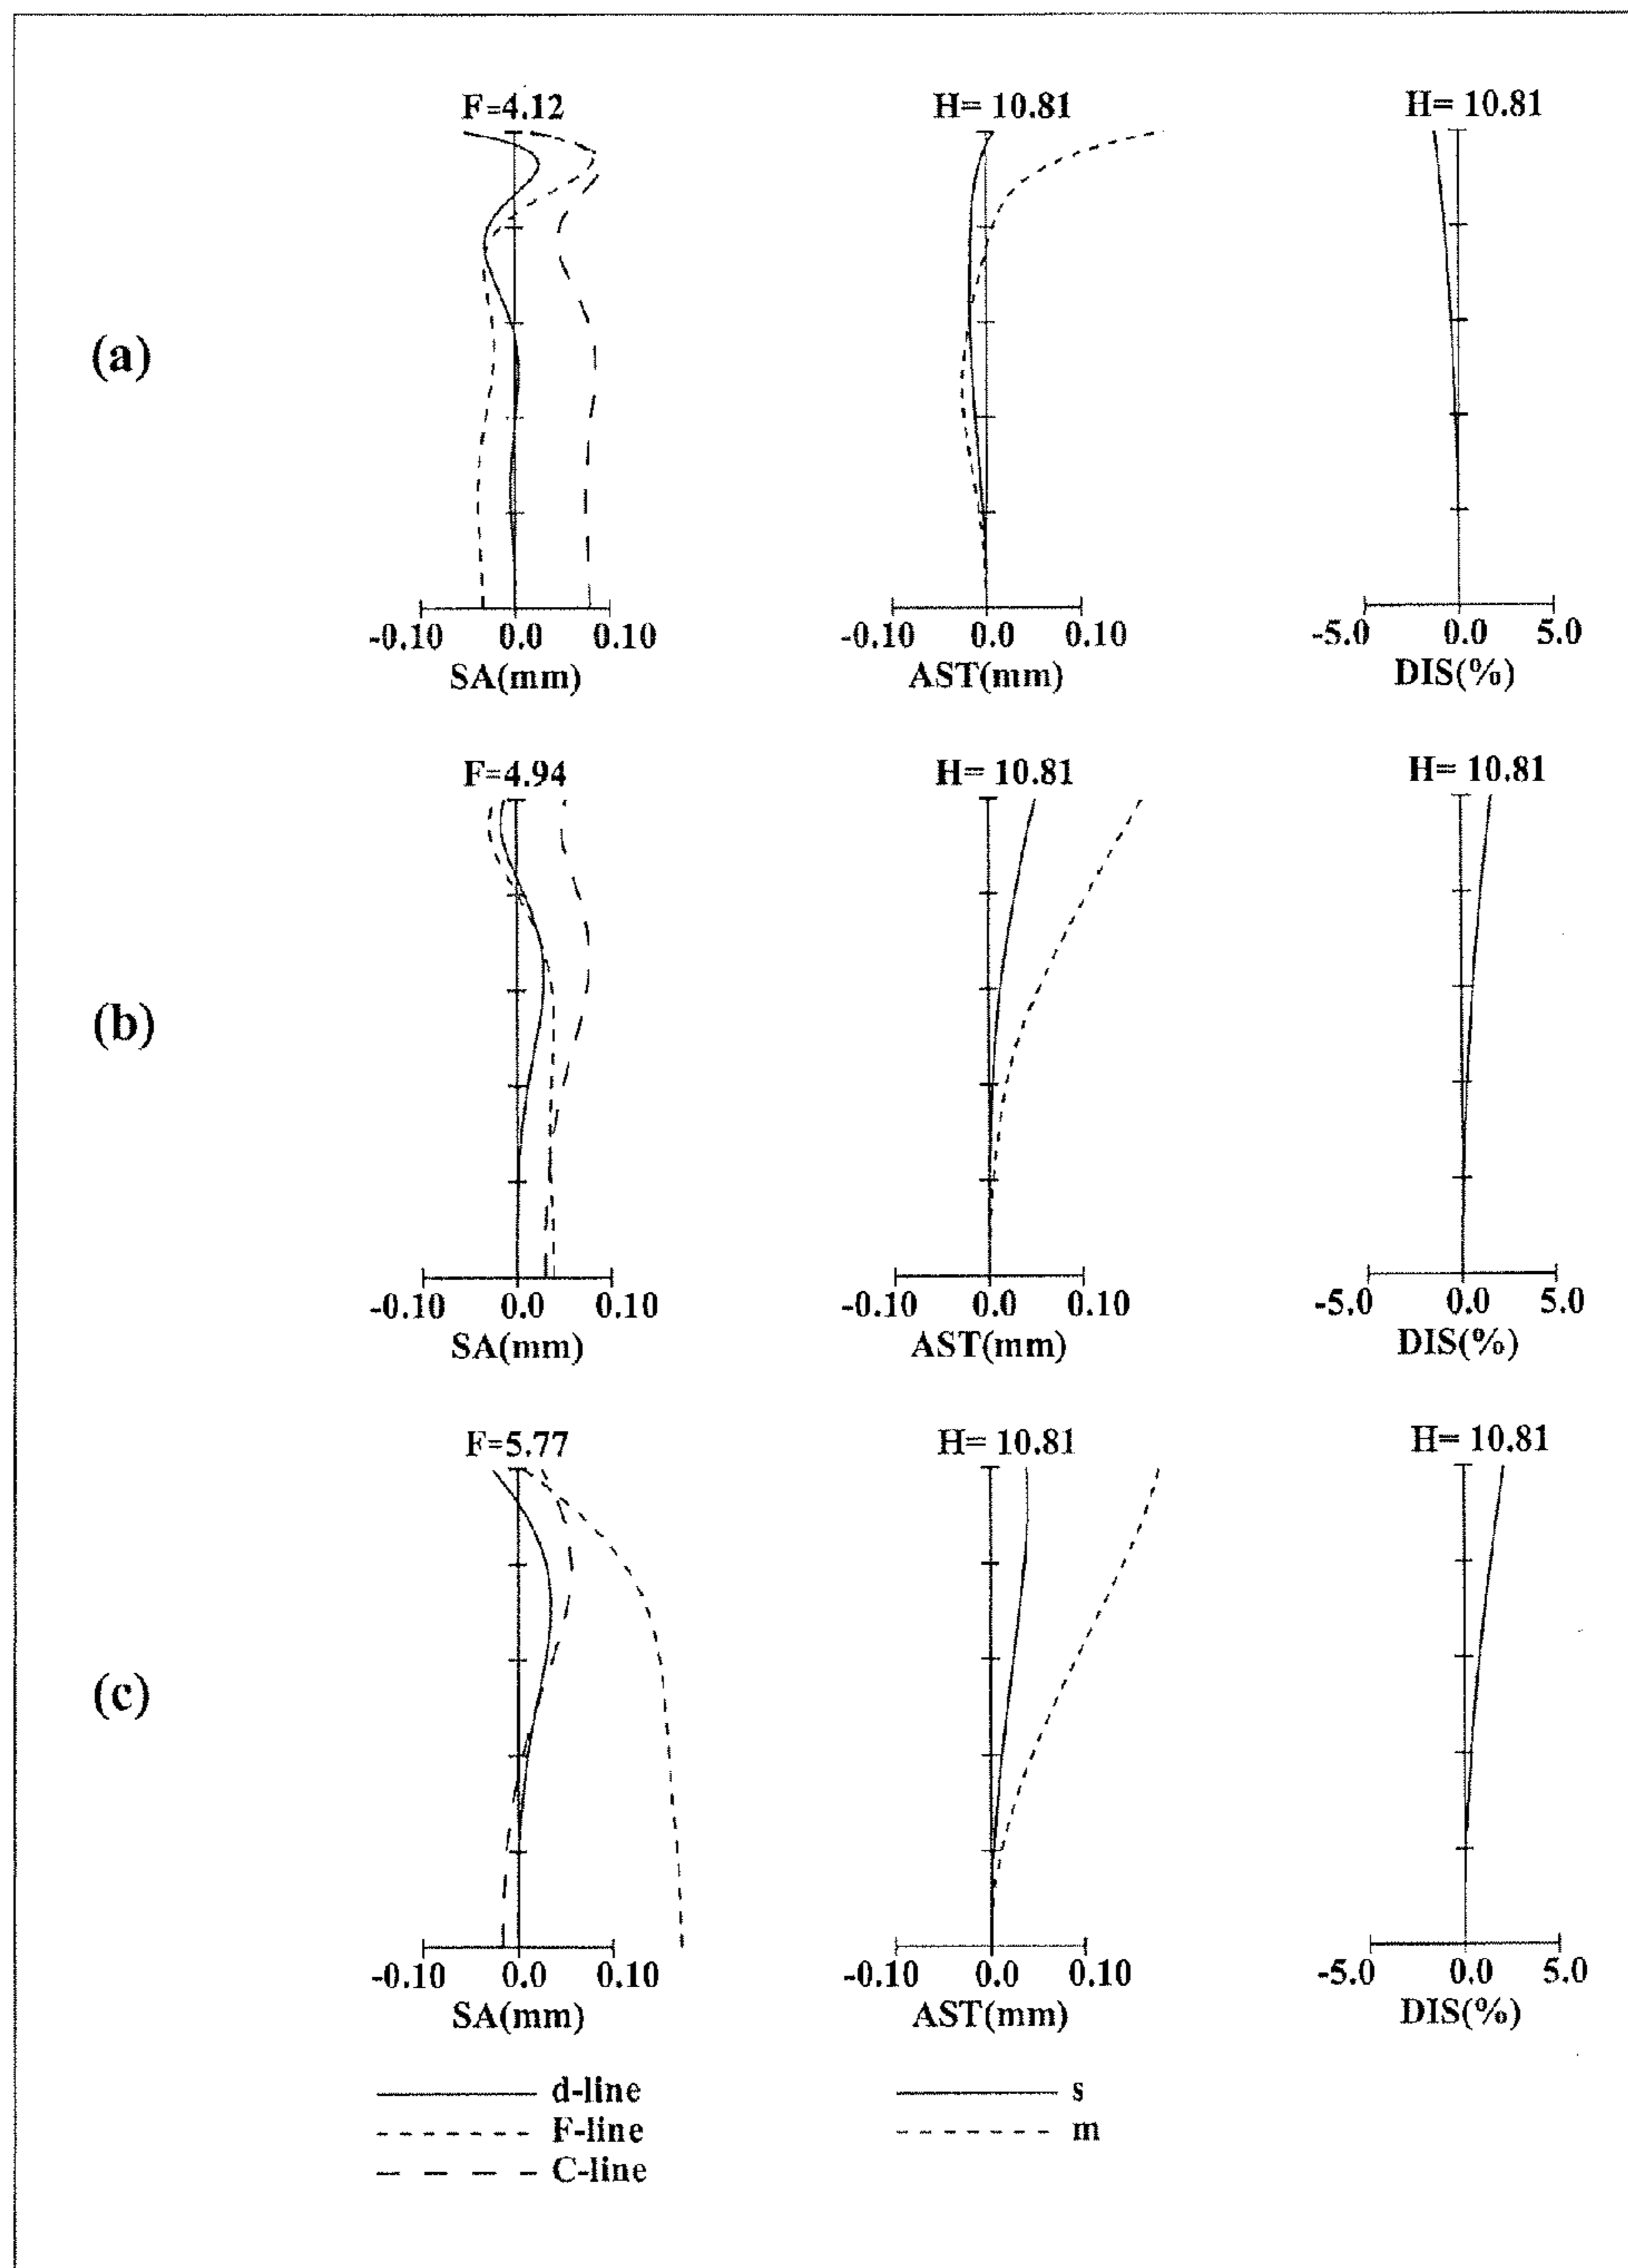 F=4.12 H= 10.81 H= 10.81
(a)
-0.10 0.0 0.10 -0.10 0.0 0.10 -5.0 0.0 5.0
SA(mm) AST(mm) DIS(%)
F=4.94 H= 10.81 H= 10.81
(b)
-0.10 0.0 0.10 -0.10 0.0 0.10 -5.0 0.0 5.0
SA(mm) AST(mm) DIS(%)
F=5.77 H= 10.81 H= 10.81
(c)
-0.10 0.0 0.10 -0.10 0.0 0.10 -5.0 0.0 5.0
SA(mm) AST(mm) DIS(%)
d-line s
F-line m
C-line